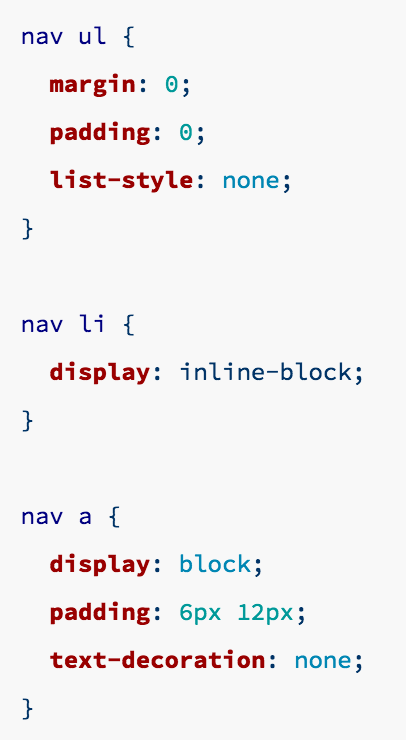 nav ul {
  margin: 0;
  padding: 0;
  list-style: none;
}

nav li {
  display: inline-block;
}

nav a {
  display: block;
  padding: 6px 12px;
  text-decoration: none;
}